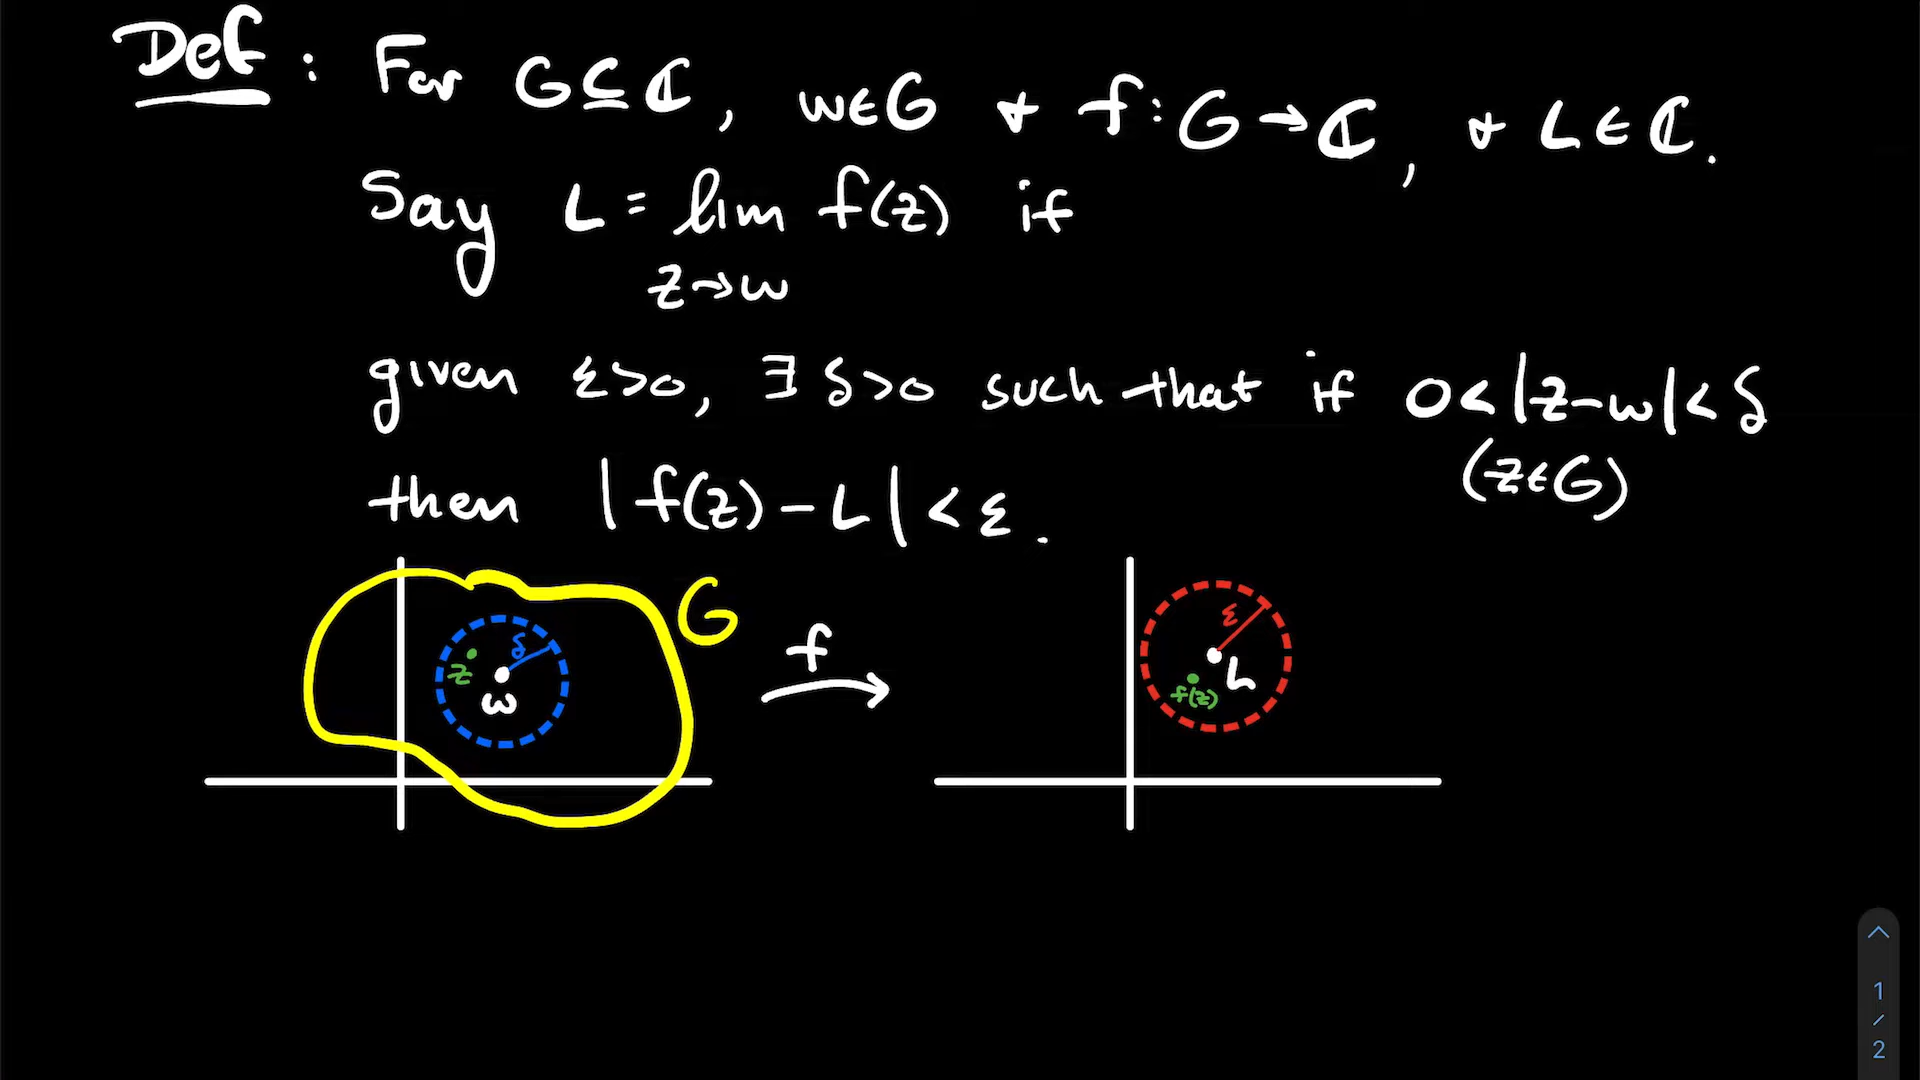 Def: For G⊆ℂ, w∈G & f:G→ℂ, & L∈ℂ.
Say L = lim f(z) if
z→w
given ε>0, ∃ δ>0 such that if 0<|z-w|<δ
(z∈G)
then |f(z)-L|<ε.
G
f
δ
z
w
ε
L
f(z)
1
/
2